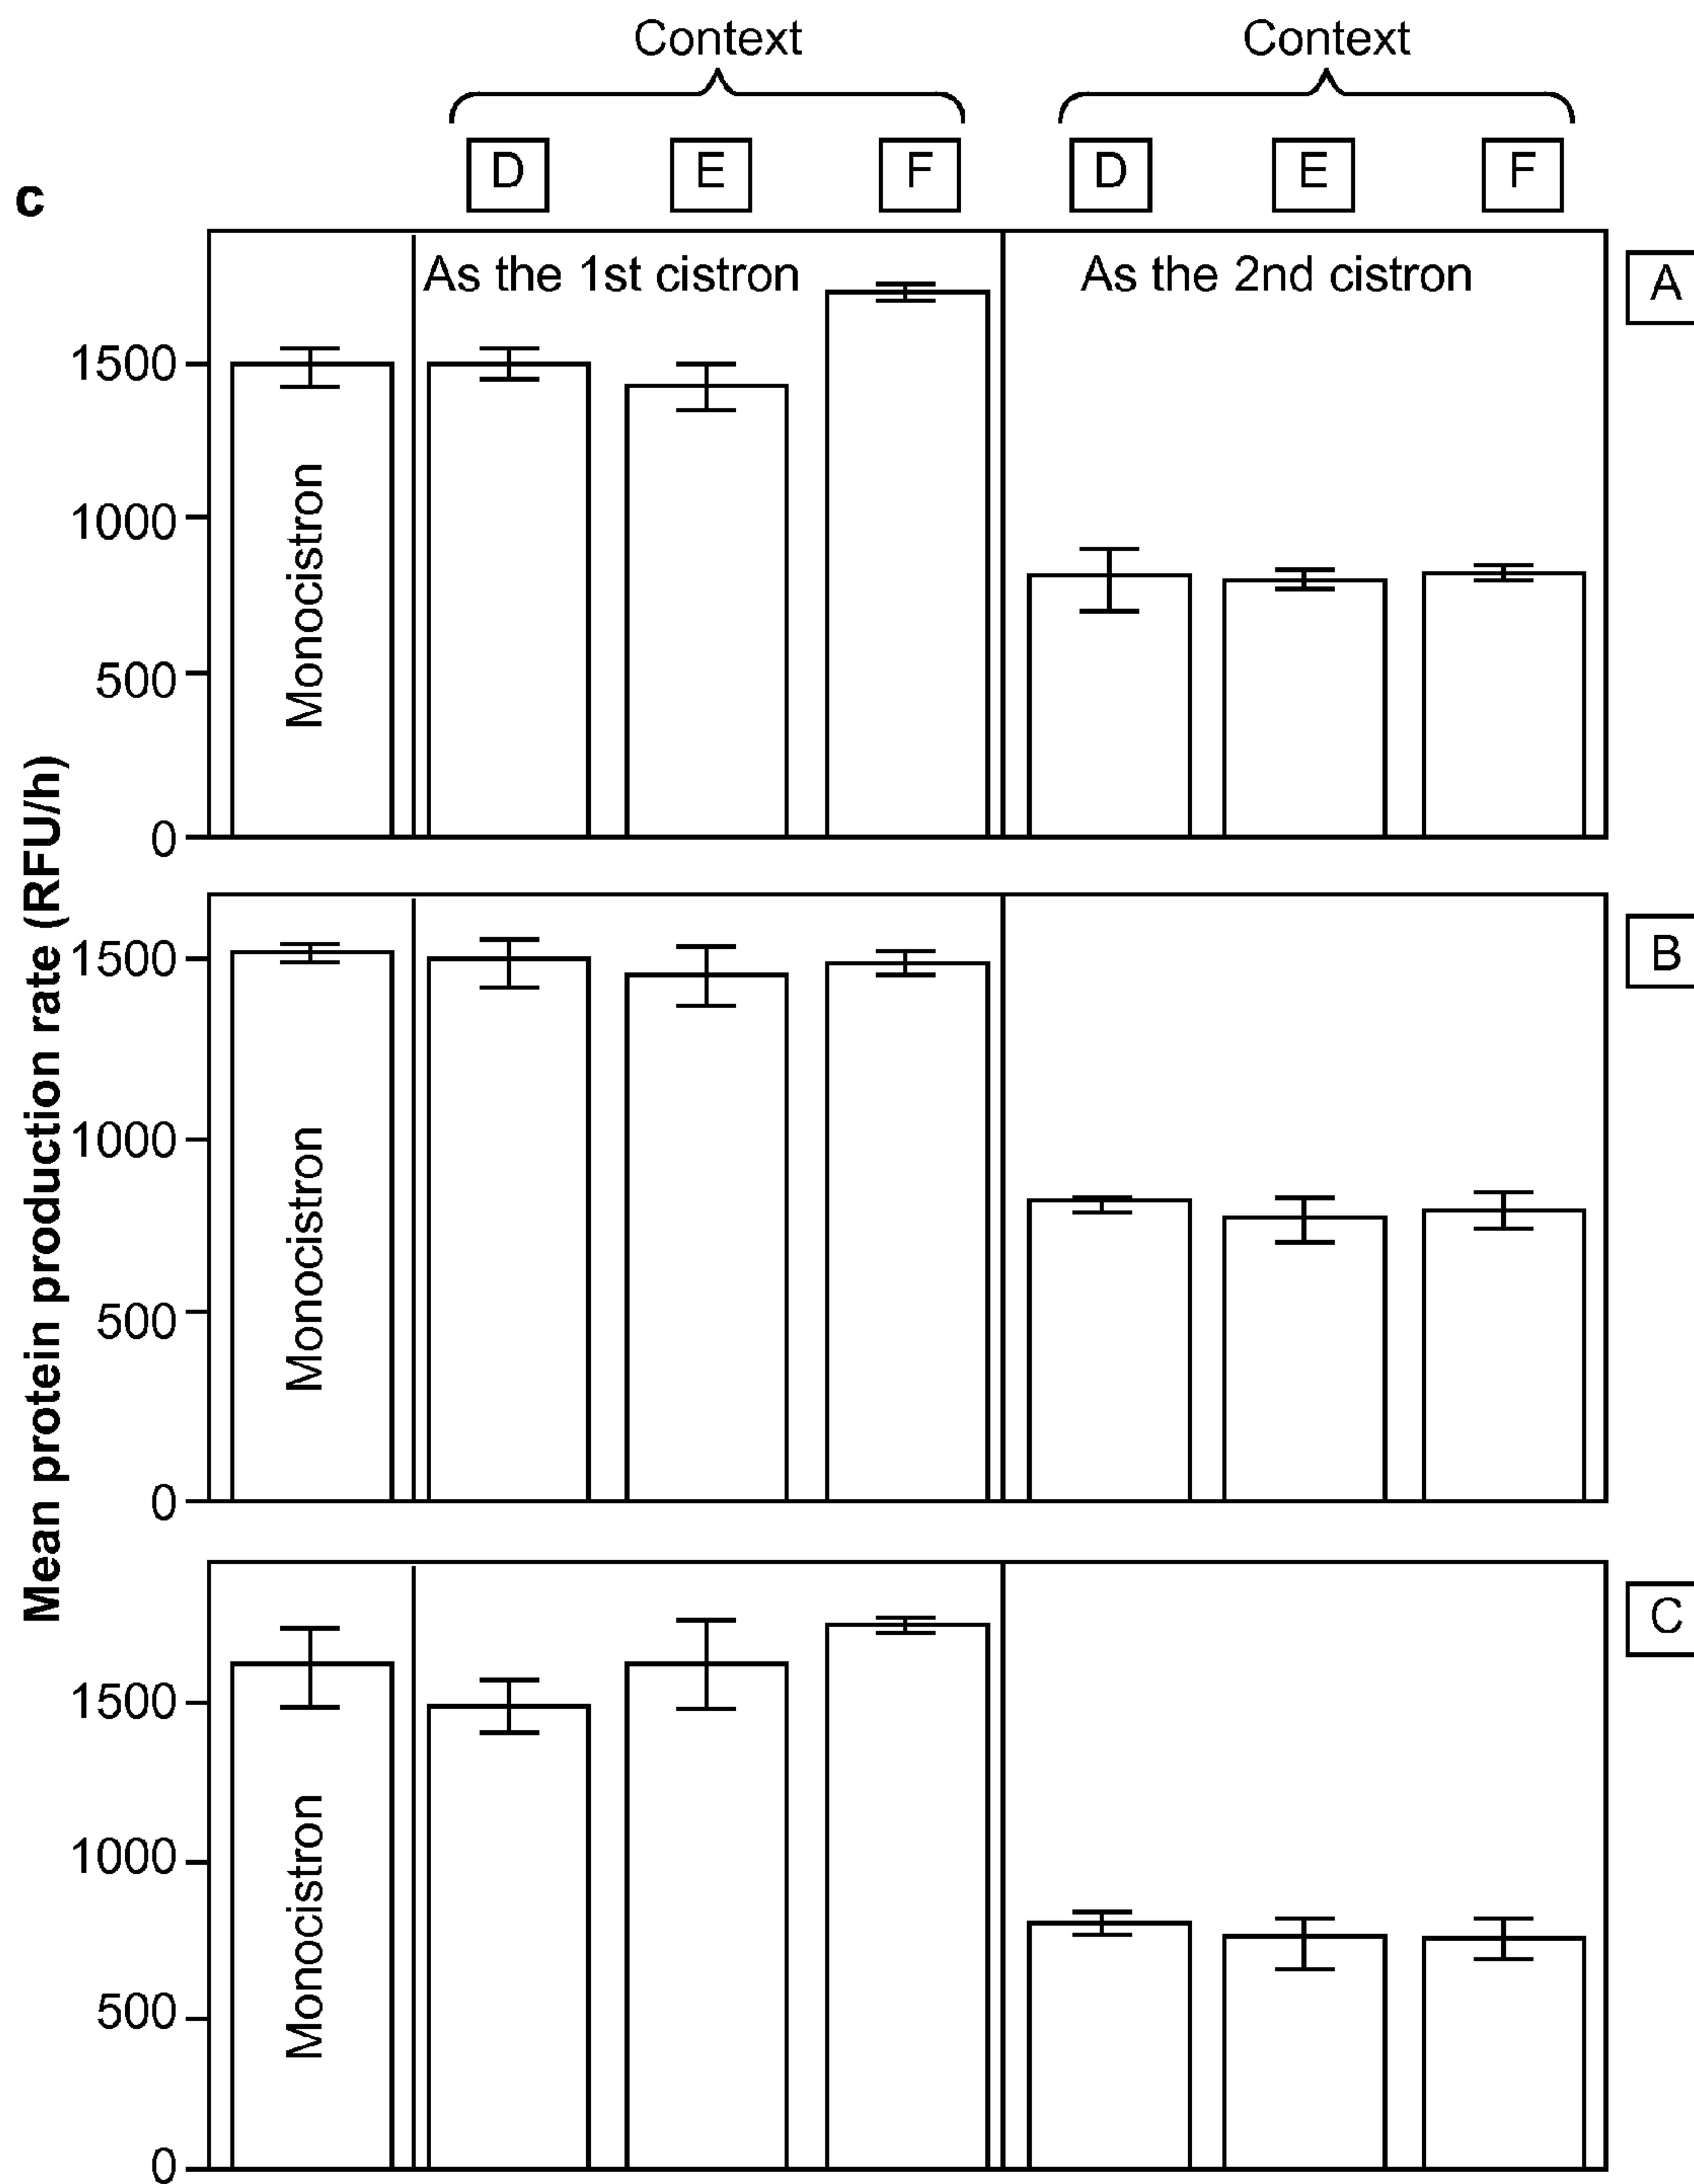 Context Context
D E F D E F
c
As the 1st cistron As the 2nd cistron
A
1500
1000
500
0
Monocistron
Mean protein production rate (RFU/h)
B
1500
1000
500
0
Monocistron
C
1500
1000
500
0
Monocistron